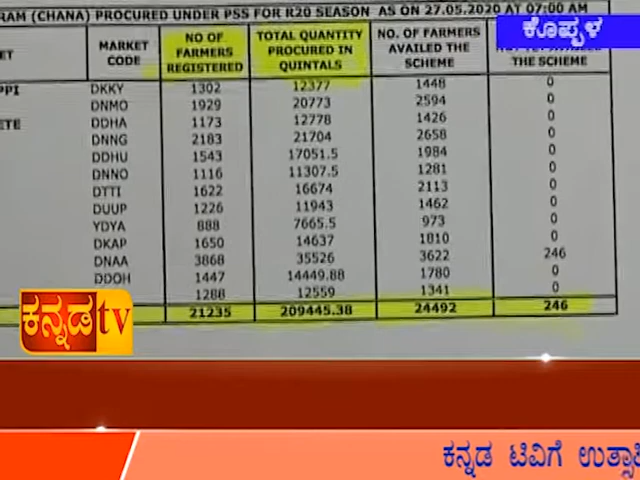 RAM (CHANA) PROCURED UNDER PSS FOR R20 SEASON AS ON 27.05.2020 AT 07:00 AM
ಕೊಪ್ಪಳ
MARKET CODE NO OF FARMERS REGISTERED TOTAL QUANTITY PROCURED IN QUINTALS NO. OF FARMERS AVAILED THE SCHEME THE SCHEME
DKKY 1302 12377 1448 0
DNMO 1929 20773 2594 0
DDHA 1173 12778 1426 0
DNNG 2183 21704 2658 0
DDHU 1543 17051.5 1984 0
DNNO 1116 11307.5 1281 0
DTTI 1622 16674 2113 0
DUUP 1226 11943 1462 0
YDYA 888 7665.5 973 0
DKAP 1650 14637 1810 0
DNAA 3868 35526 3622 246
DDOH 1447 14449.88 1780 0
1288 12559 1341 0
21235 209445.38 24492 246
ಕನ್ನಡ tv
ಕನ್ನಡ ಟಿವಿಗೆ